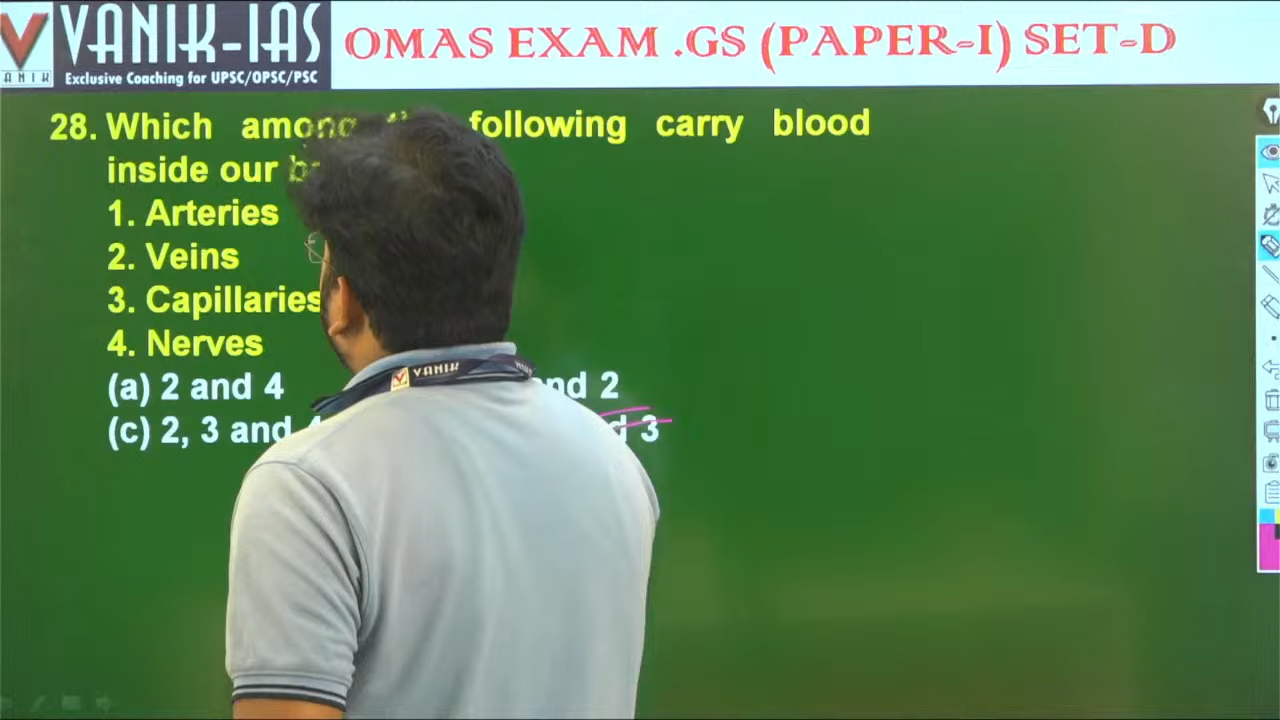 VANIK-IAS
VANIK
Exclusive Coaching for UPSC/OPSC/PSC
OMAS EXAM .GS (PAPER-I) SET-D
28. Which among following carry blood
inside our
1. Arteries
2. Veins
3. Capillaries
4. Nerves
(a) 2 and 4 and 2
(c) 2, 3 and 3
VANIK